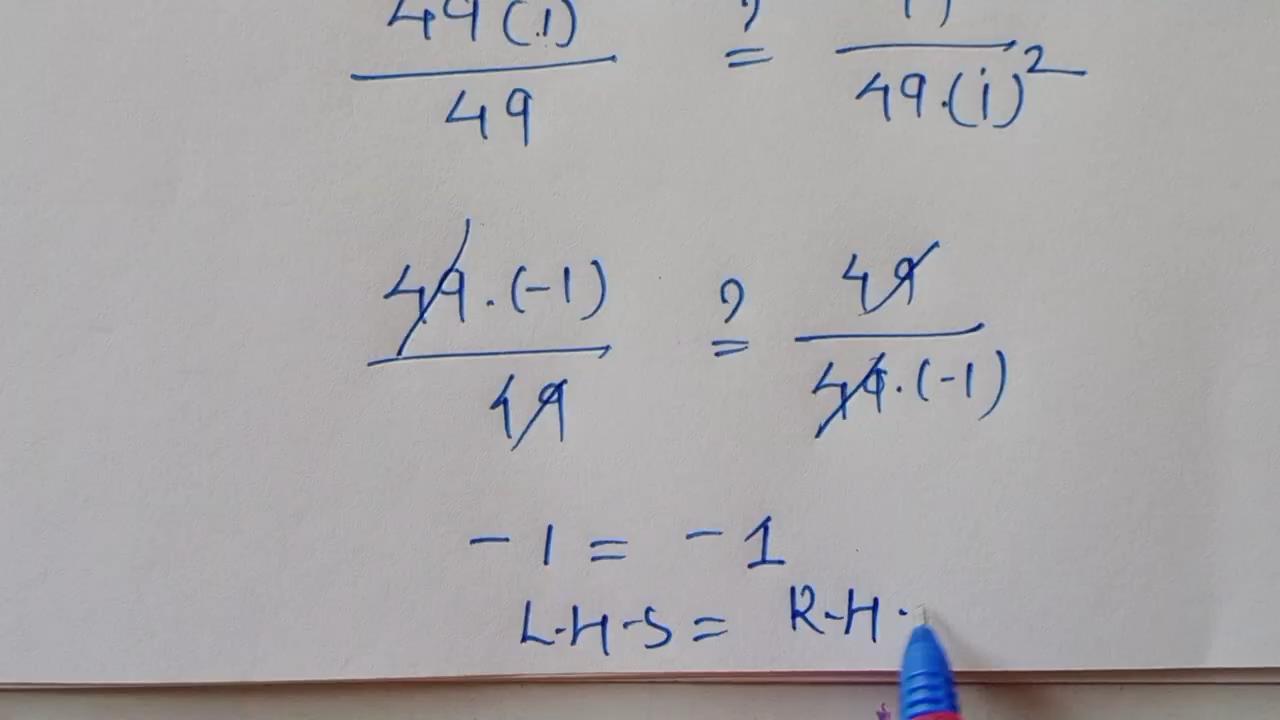 49(i) ? =
49 49.(i)²
49.(-1) ? = 49
49 49.(-1)
-1 = -1
L.H.S = R.H.